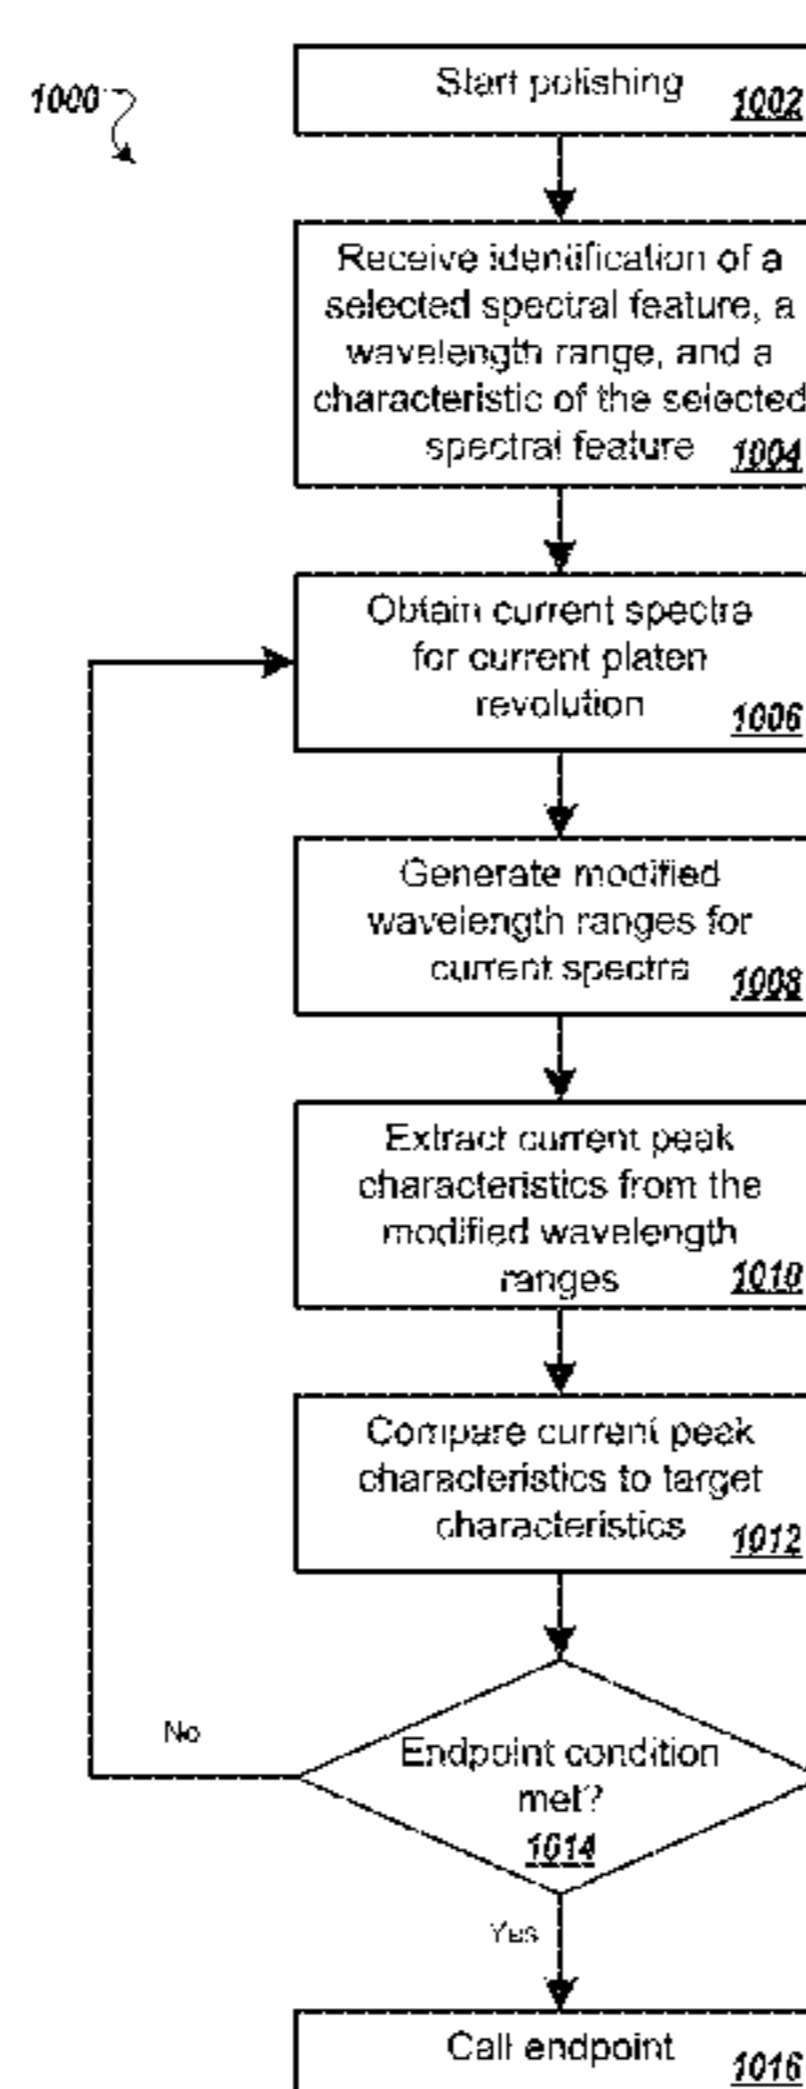 1000
Start polishing
1002
Receive identification of a
selected spectral feature, a
wavelength range, and a
characteristic of the selected
spectral feature
1004
Obtain current spectra
for current platen
revolution
1006
Generate modified
wavelength ranges for
current spectra
1008
Extract current peak
characteristics from the
modified wavelength
ranges
1010
Compare current peak
characteristics to target
characteristics
1012
No
Endpoint condition
met?
1014
Yes
Call endpoint
1016